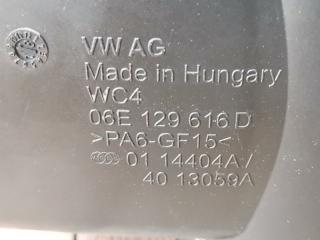 VW AG
Made in Hungary
WC4
06E 129 616 D
>PA6-GF15<
01 14404A/
40 13059A